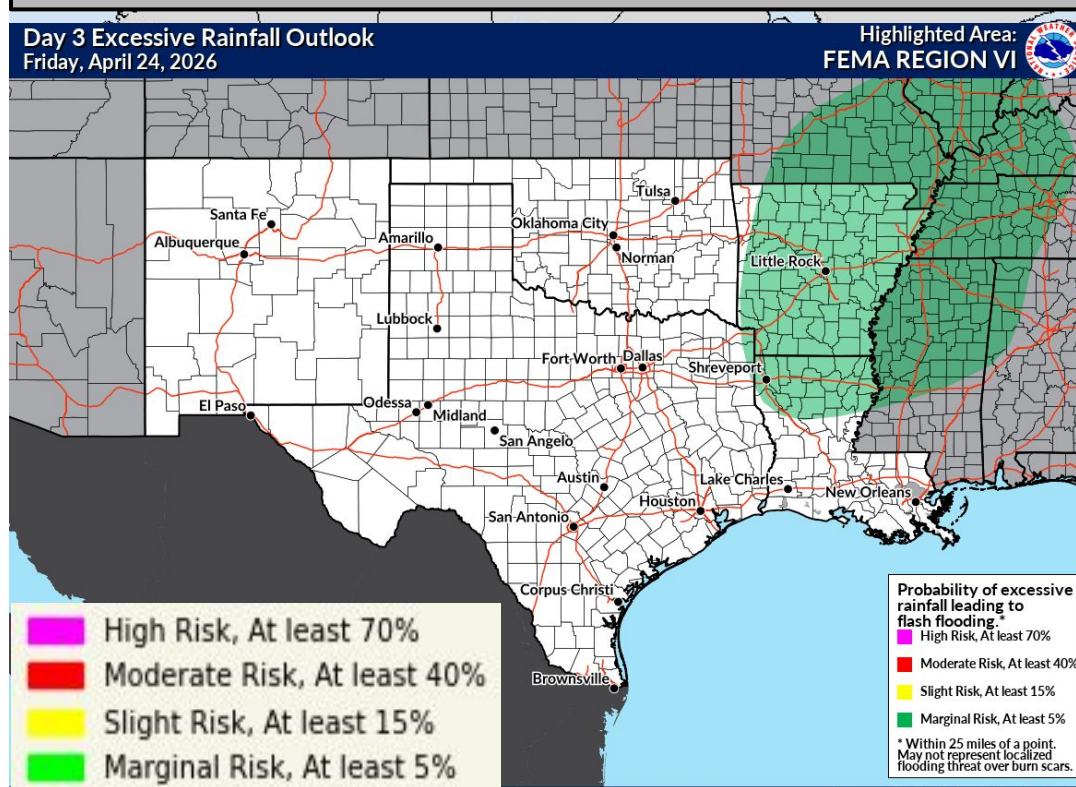 Day 3 Excessive Rainfall Outlook
Friday, April 24, 2026
Highlighted Area:
FEMA REGION VI
Santa Fe
Albuquerque
Amarillo
Tulsa
Oklahoma City
Norman
Little Rock
Lubbock
Fort Worth
Dallas
Shreveport
El Paso
Odessa
Midland
San Angelo
Austin
Houston
Lake Charles
New Orleans
San Antonio
Corpus Christi
Brownsville
High Risk, At least 70%
Moderate Risk, At least 40%
Slight Risk, At least 15%
Marginal Risk, At least 5%
Probability of excessive
rainfall leading to
flash flooding.*
High Risk, At least 70%
Moderate Risk, At least 40%
Slight Risk, At least 15%
Marginal Risk, At least 5%
* Within 25 miles of a point.
May not represent localized
flooding threat over burn scars.